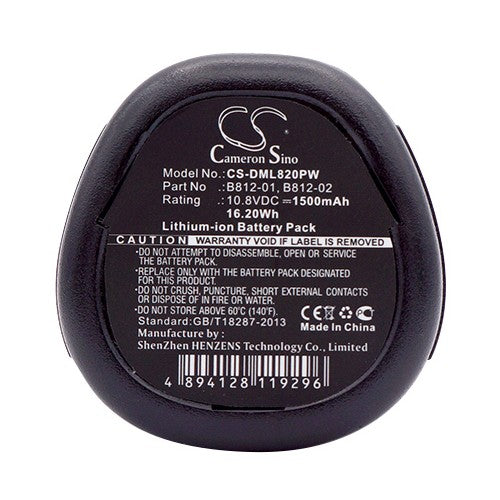 CS
Cameron Sino
Model No.:CS-DML820PW
Part No :B812-01, B812-02
Rating :10.8VDC⎓1500mAh
16.20Wh
Lithium-ion Battery Pack
CAUTION WARRANTY VOID IF LABEL IS REMOVED
•DO NOT ATTEMPT TO DISASSEMBLE, OPEN OR SERVICE
THE BATTERY PACK.
•REPLACE ONLY WITH THE BATTERY PACK DESIGNATED
FOR THIS PRODUCT.
•DO NOT CRUSH, PUNCTURE, SHORT EXTERNAL CONTACTS
OR DISPOSE OF IN FIRE OR WATER.
•DO NOT STORE ABOVE 60°C (140°F).
Standard:GB/T18287-2013
CE
Made In China
Manufacture by :
ShenZhen HENZENS Technology Co., Limited
4 894128 119296